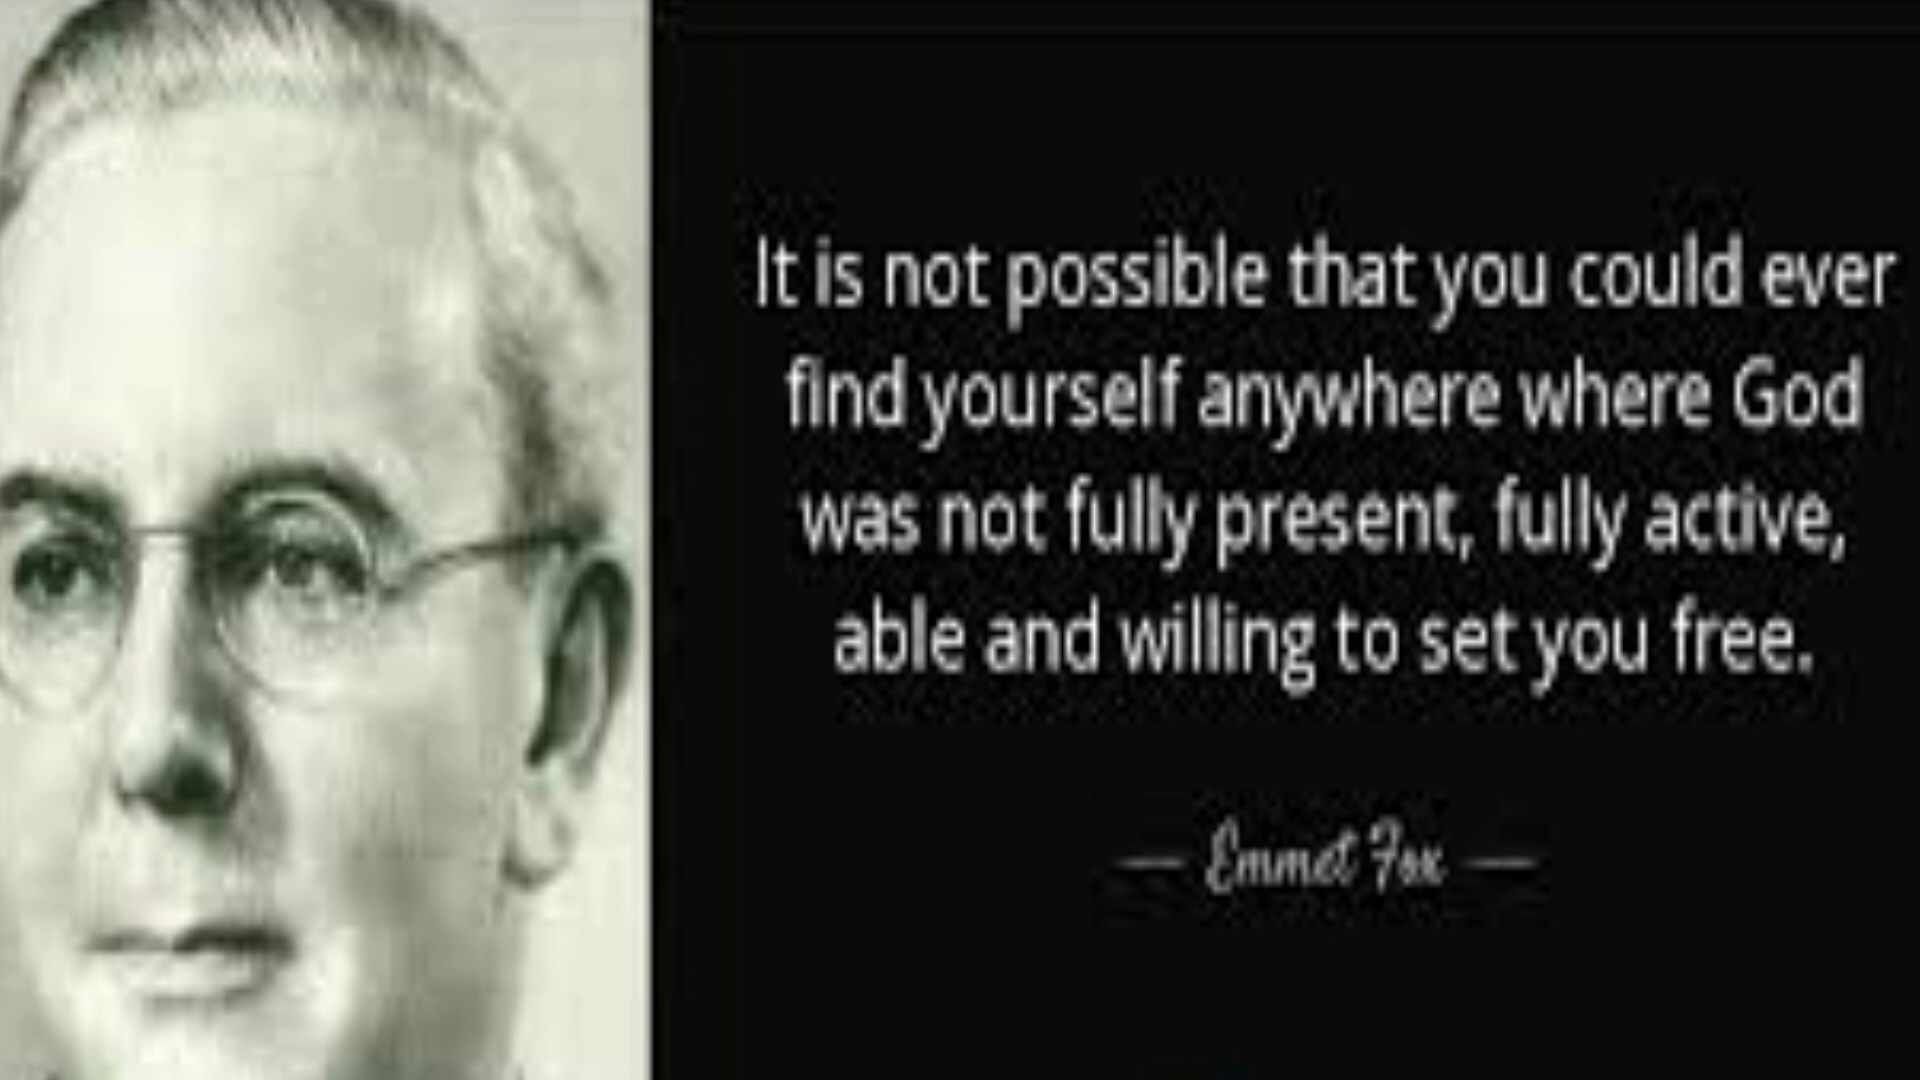 It is not possible that you could ever
find yourself anywhere where God
was not fully present, fully active,
able and willing to set you free.
— Emmet Fox —